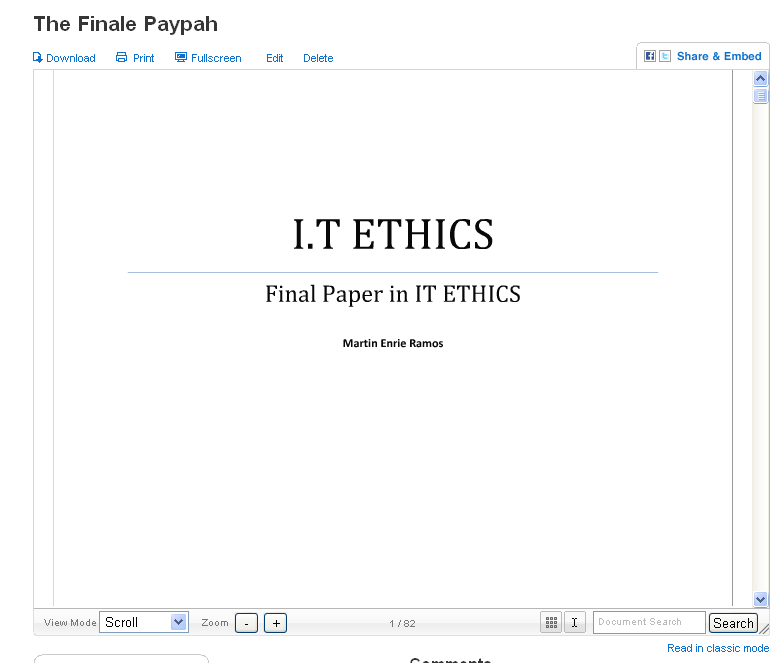 The Finale Paypah
Download Print Fullscreen Edit Delete
Share & Embed
I.T ETHICS
Final Paper in IT ETHICS
Martin Enrie Ramos
View Mode Scroll Zoom - + 1 / 82 Document Search Search
Read in classic mode
Comments